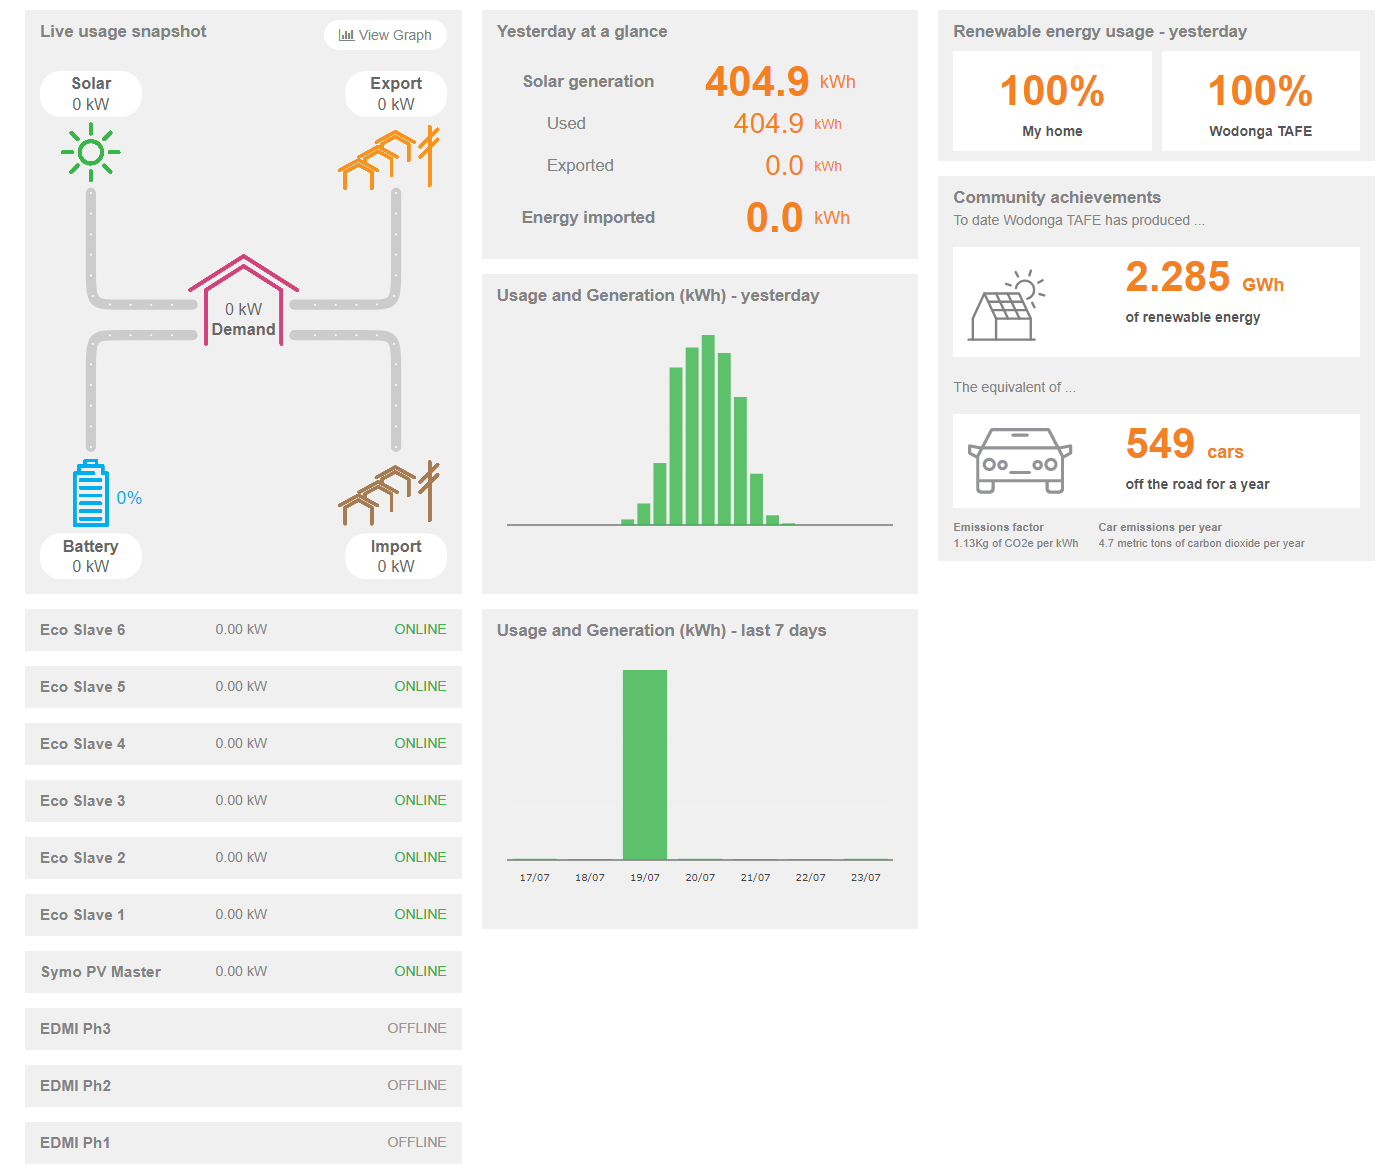 Live usage snapshot
View Graph
Solar
0 kW
Export
0 kW
0 kW
Demand
0%
Battery
0 kW
Import
0 kW
Eco Slave 6 0.00 kW ONLINE
Eco Slave 5 0.00 kW ONLINE
Eco Slave 4 0.00 kW ONLINE
Eco Slave 3 0.00 kW ONLINE
Eco Slave 2 0.00 kW ONLINE
Eco Slave 1 0.00 kW ONLINE
Symo PV Master 0.00 kW ONLINE
EDMI Ph3 OFFLINE
EDMI Ph2 OFFLINE
EDMI Ph1 OFFLINE
Yesterday at a glance
Solar generation 404.9 kWh
Used 404.9 kWh
Exported 0.0 kWh
Energy imported 0.0 kWh
Usage and Generation (kWh) - yesterday
Usage and Generation (kWh) - last 7 days
17/07 18/07 19/07 20/07 21/07 22/07 23/07
Renewable energy usage - yesterday
100%
My home
100%
Wodonga TAFE
Community achievements
To date Wodonga TAFE has produced ...
2.285 GWh
of renewable energy
The equivalent of ...
549 cars
off the road for a year
Emissions factor
1.13Kg of CO2e per kWh
Car emissions per year
4.7 metric tons of carbon dioxide per year